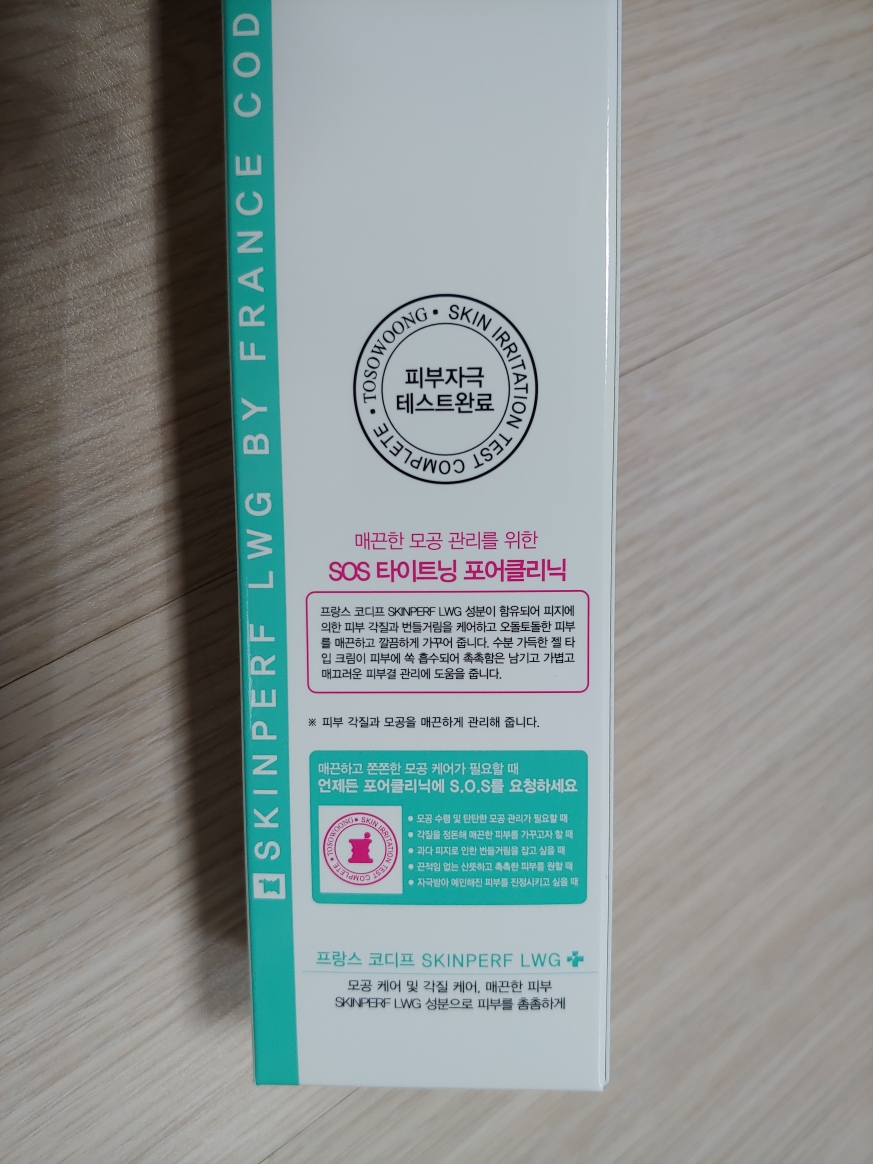 SKINPERF LWG BY FRANCE COD
TOSOWOONG • SKIN IRRITATION TEST COMPLETE •
피부자극
테스트완료
매끈한 모공 관리를 위한
SOS 타이트닝 포어클리닉
프랑스 코디프 SKINPERF LWG 성분이 함유되어 피지에
의한 피부 각질과 번들거림을 케어하고 오돌토돌한 피부
를 매끈하고 깔끔하게 가꾸어 줍니다. 수분 가득한 젤 타
입 크림이 피부에 쏙 흡수되어 촉촉함은 남기고 가볍고
매끄러운 피부결 관리에 도움을 줍니다.
※ 피부 각질과 모공을 매끈하게 관리해 줍니다.
매끈하고 쫀쫀한 모공 케어가 필요할 때
언제든 포어클리닉에 S.O.S를 요청하세요
TOSOWOONG • SKIN IRRITATION TEST COMPLETE •
• 모공 수렴 및 탄탄한 모공 관리가 필요할 때
• 각질을 정돈해 매끈한 피부를 가꾸고자 할 때
• 과다 피지로 인한 번들거림을 잡고 싶을 때
• 끈적임 없는 산뜻하고 촉촉한 피부를 원할 때
• 자극받아 예민해진 피부를 진정시키고 싶을 때
프랑스 코디프 SKINPERF LWG
모공 케어 및 각질 케어, 매끈한 피부
SKINPERF LWG 성분으로 피부를 촘촘하게